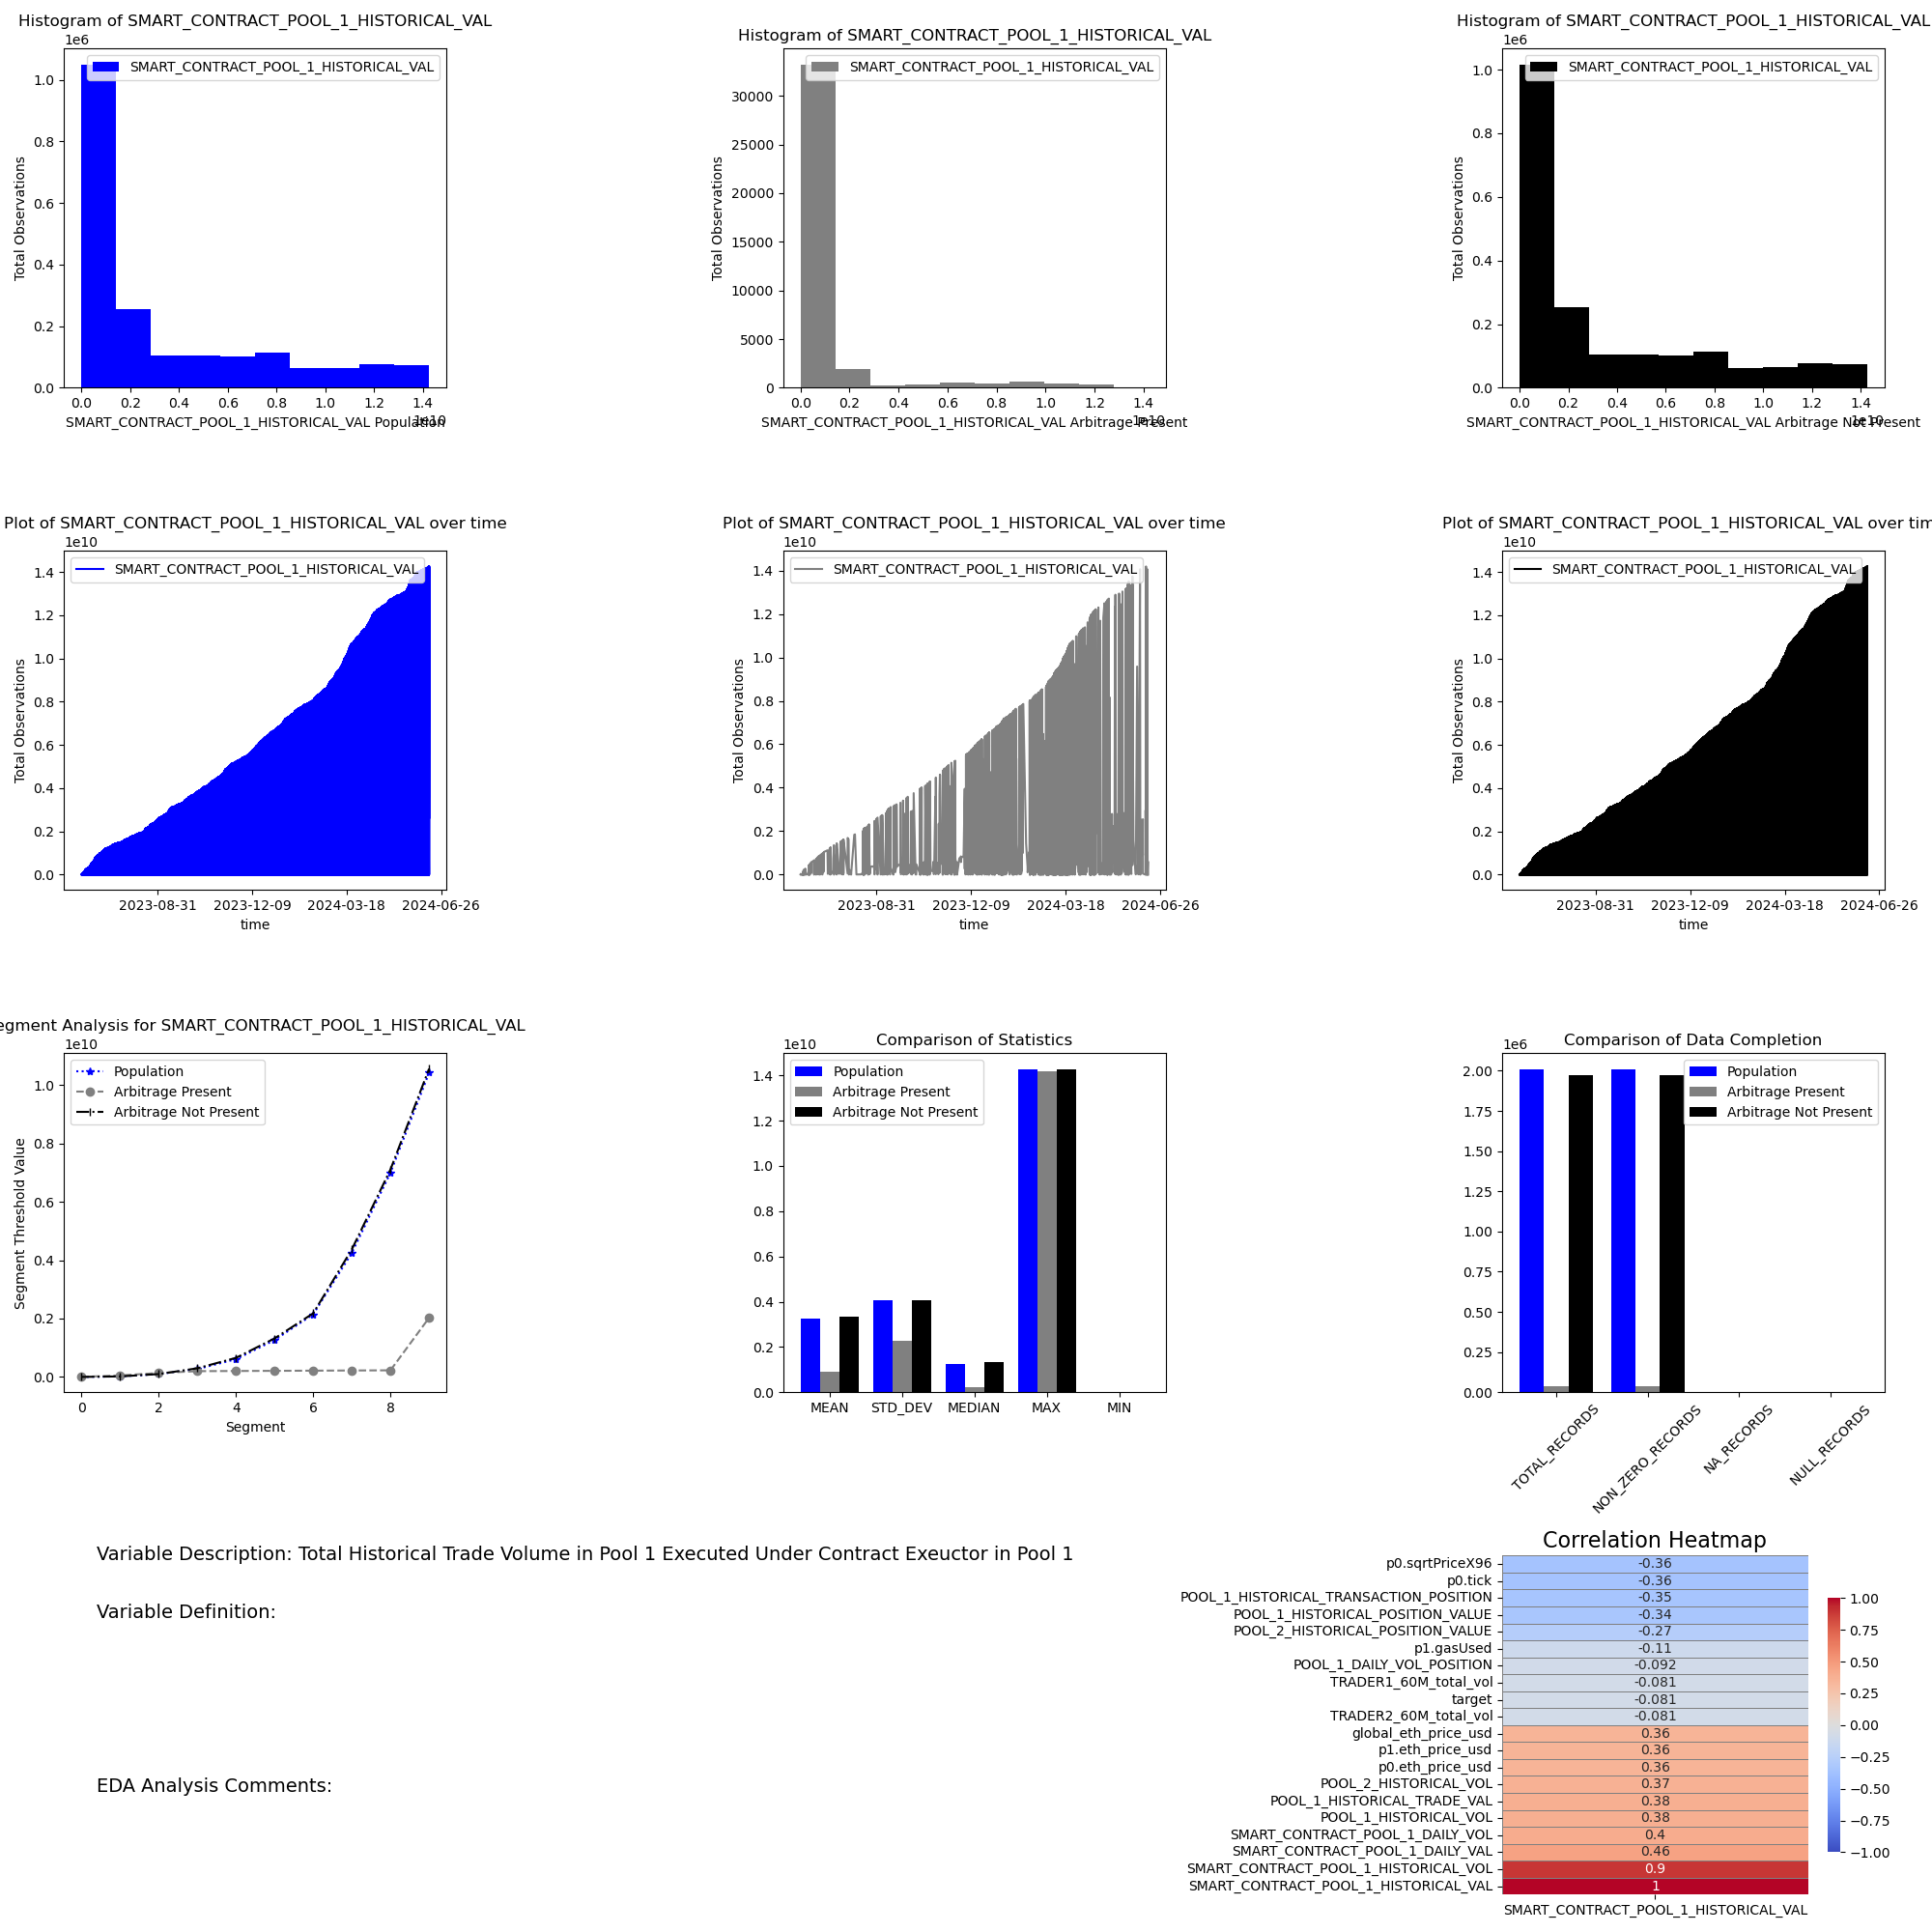 Histogram of SMART_CONTRACT_POOL_1_HISTORICAL_VAL
1e6
SMART_CONTRACT_POOL_1_HISTORICAL_VAL
Total Observations
1.0
0.8
0.6
0.4
0.2
0.0
0.0 0.2 0.4 0.6 0.8 1.0 1.2 1.4
1e10
SMART_CONTRACT_POOL_1_HISTORICAL_VAL Population
Histogram of SMART_CONTRACT_POOL_1_HISTORICAL_VAL
SMART_CONTRACT_POOL_1_HISTORICAL_VAL
Total Observations
30000
25000
20000
15000
10000
5000
0
0.0 0.2 0.4 0.6 0.8 1.0 1.2 1.4
1e10
SMART_CONTRACT_POOL_1_HISTORICAL_VAL Arbitrage Present
Histogram of SMART_CONTRACT_POOL_1_HISTORICAL_VAL
1e6
SMART_CONTRACT_POOL_1_HISTORICAL_VAL
Total Observations
1.0
0.8
0.6
0.4
0.2
0.0
0.0 0.2 0.4 0.6 0.8 1.0 1.2 1.4
1e10
SMART_CONTRACT_POOL_1_HISTORICAL_VAL Arbitrage Not Present
Plot of SMART_CONTRACT_POOL_1_HISTORICAL_VAL over time
1e10
SMART_CONTRACT_POOL_1_HISTORICAL_VAL
Total Observations
1.4
1.2
1.0
0.8
0.6
0.4
0.2
0.0
2023-08-31 2023-12-09 2024-03-18 2024-06-26
time
Plot of SMART_CONTRACT_POOL_1_HISTORICAL_VAL over time
1e10
SMART_CONTRACT_POOL_1_HISTORICAL_VAL
Total Observations
1.4
1.2
1.0
0.8
0.6
0.4
0.2
0.0
2023-08-31 2023-12-09 2024-03-18 2024-06-26
time
Plot of SMART_CONTRACT_POOL_1_HISTORICAL_VAL over tim
1e10
SMART_CONTRACT_POOL_1_HISTORICAL_VAL
Total Observations
1.4
1.2
1.0
0.8
0.6
0.4
0.2
0.0
2023-08-31 2023-12-09 2024-03-18 2024-06-26
time
egment Analysis for SMART_CONTRACT_POOL_1_HISTORICAL_VAL
1e10
Population
Arbitrage Present
Arbitrage Not Present
Segment Threshold Value
1.0
0.8
0.6
0.4
0.2
0.0
0 2 4 6 8
Segment
Comparison of Statistics
1e10
Population
Arbitrage Present
Arbitrage Not Present
1.4
1.2
1.0
0.8
0.6
0.4
0.2
0.0
MEAN STD_DEV MEDIAN MAX MIN
Comparison of Data Completion
1e6
Population
Arbitrage Present
Arbitrage Not Present
2.00
1.75
1.50
1.25
1.00
0.75
0.50
0.25
0.00
TOTAL_RECORDS NON_ZERO_RECORDS NA_RECORDS NULL_RECORDS
Variable Description: Total Historical Trade Volume in Pool 1 Executed Under Contract Exeuctor in Pool 1
Variable Definition:
EDA Analysis Comments:
Correlation Heatmap
p0.sqrtPriceX96 -0.36
p0.tick -0.36
POOL_1_HISTORICAL_TRANSACTION_POSITION -0.35
POOL_1_HISTORICAL_POSITION_VALUE -0.34
POOL_2_HISTORICAL_POSITION_VALUE -0.27
p1.gasUsed -0.11
POOL_1_DAILY_VOL_POSITION -0.092
TRADER1_60M_total_vol -0.081
target -0.081
TRADER2_60M_total_vol -0.081
global_eth_price_usd 0.36
p1.eth_price_usd 0.36
p0.eth_price_usd 0.36
POOL_2_HISTORICAL_VOL 0.37
POOL_1_HISTORICAL_TRADE_VAL 0.38
POOL_1_HISTORICAL_VOL 0.38
SMART_CONTRACT_POOL_1_DAILY_VOL 0.4
SMART_CONTRACT_POOL_1_DAILY_VAL 0.46
SMART_CONTRACT_POOL_1_HISTORICAL_VOL 0.9
SMART_CONTRACT_POOL_1_HISTORICAL_VAL 1
SMART_CONTRACT_POOL_1_HISTORICAL_VAL
1.00
0.75
0.50
0.25
0.00
−0.25
−0.50
−0.75
−1.00